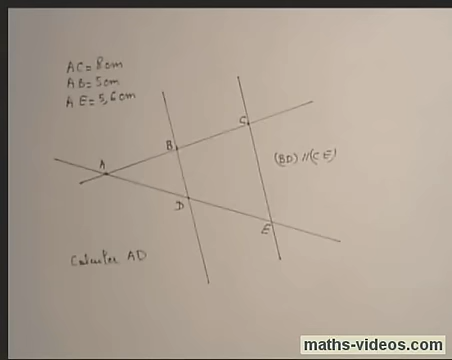 AC = 8cm
AB = 5cm
AE = 5,6cm
C
B
A
(BD) // (CE)
D
E
Calculer AD
maths-videos.com